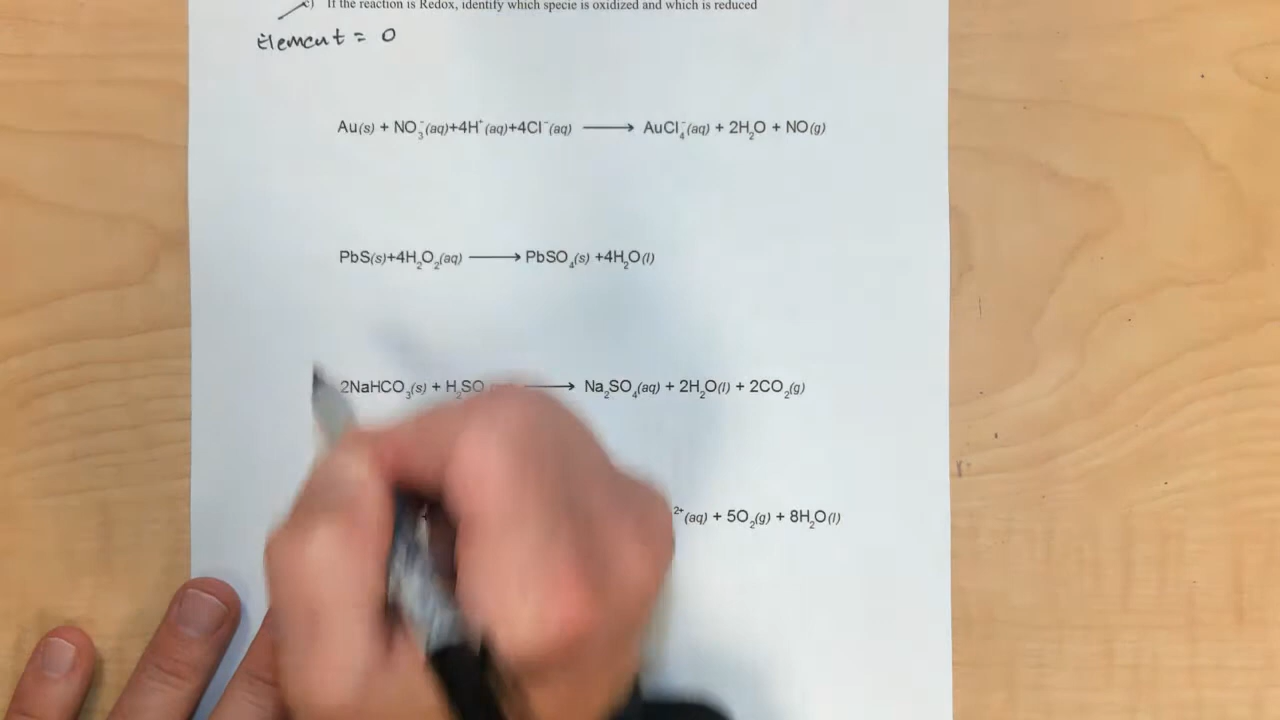 c) If the reaction is Redox, identify which specie is oxidized and which is reduced
Element = 0
Au(s) + NO₃⁻(aq)+4H⁺(aq)+4Cl⁻(aq) ⟶ AuCl₄⁻(aq) + 2H₂O + NO(g)
PbS(s)+4H₂O₂(aq) ⟶ PbSO₄(s) +4H₂O(l)
2NaHCO₃(s) + H₂SO ⟶ Na₂SO₄(aq) + 2H₂O(l) + 2CO₂(g)
²⁺(aq) + 5O₂(g) + 8H₂O(l)